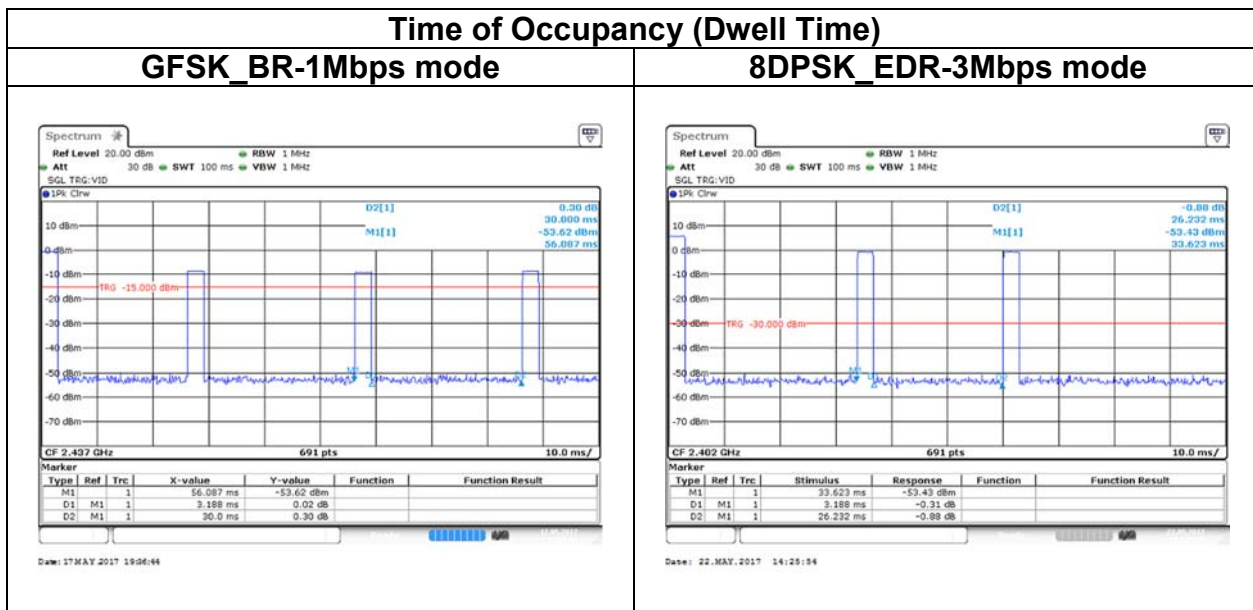 Time of Occupancy (Dwell Time)
GFSK_BR-1Mbps mode
8DPSK_EDR-3Mbps mode
Spectrum
Ref Level 20.00 dBm RBW 1 MHz
Att 30 dB SWT 100 ms VBW 1 MHz
SGL TRG:VID
1Pk Clrw
D2[1] 0.30 dB
30.000 ms
M1[1] -53.62 dBm
56.087 ms
10 dBm
0 dBm
-10 dBm
TRG -15.000 dBm
-20 dBm
-30 dBm
-40 dBm
-50 dBm
-60 dBm
-70 dBm
CF 2.437 GHz 691 pts 10.0 ms/
Marker
Type Ref Trc X-value Y-value Function Function Result
M1 1 56.087 ms -53.62 dBm
D1 M1 1 3.188 ms 0.02 dB
D2 M1 1 30.0 ms 0.30 dB
Date: 17.MAY.2017 19:06:44
Spectrum
Ref Level 20.00 dBm RBW 1 MHz
Att 30 dB SWT 100 ms VBW 1 MHz
SGL TRG:VID
1Pk Clrw
D2[1] -0.88 dB
26.232 ms
M1[1] -53.43 dBm
33.623 ms
10 dBm
0 dBm
-10 dBm
-20 dBm
-30 dBm
TRG -30.000 dBm
-40 dBm
-50 dBm
-60 dBm
-70 dBm
CF 2.402 GHz 691 pts 10.0 ms/
Marker
Type Ref Trc Stimulus Response Function Function Result
M1 1 33.623 ms -53.43 dBm
D1 M1 1 3.188 ms -0.31 dB
D2 M1 1 26.232 ms -0.88 dB
Date: 22.MAY.2017 14:25:54